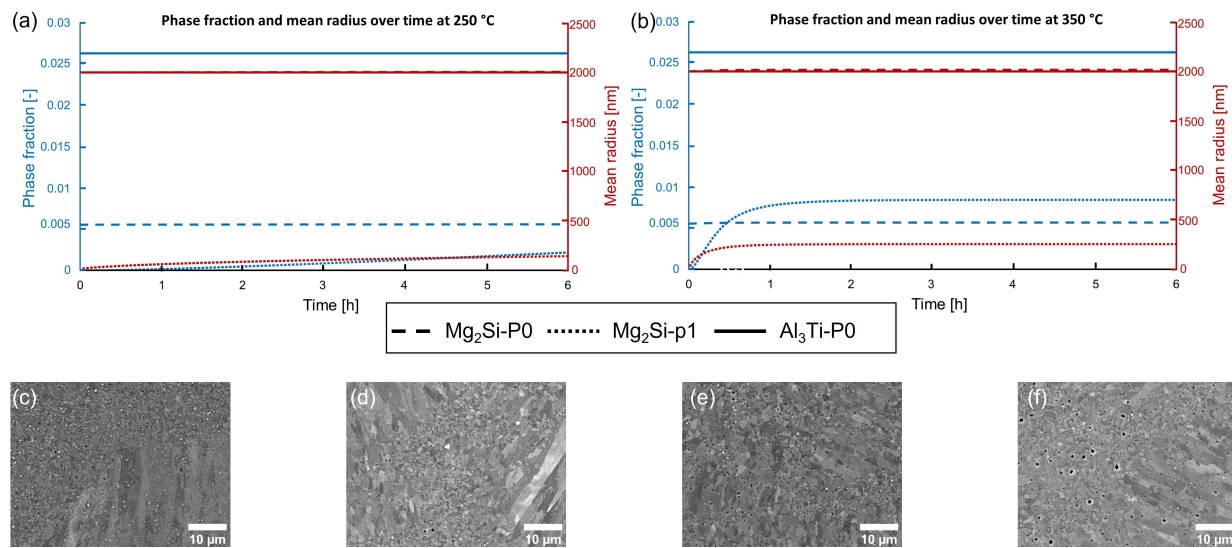 (a)
Phase fraction and mean radius over time at 250 °C
0.03
0.025
0.02
0.015
0.01
0.005
0
Phase fraction [-]
2500
2000
1500
1000
500
0
Mean radius [nm]
0 1 2 3 4 5 6
Time [h]
(b)
Phase fraction and mean radius over time at 350 °C
0.03
0.025
0.02
0.015
0.01
0.005
0
Phase fraction [-]
2500
2000
1500
1000
500
0
Mean radius [nm]
0 1 2 3 4 5 6
Time [h]
Mg₂Si-P0 Mg₂Si-p1 Al₃Ti-P0
(c)
10 µm
(d)
10 µm
(e)
10 µm
(f)
10 µm